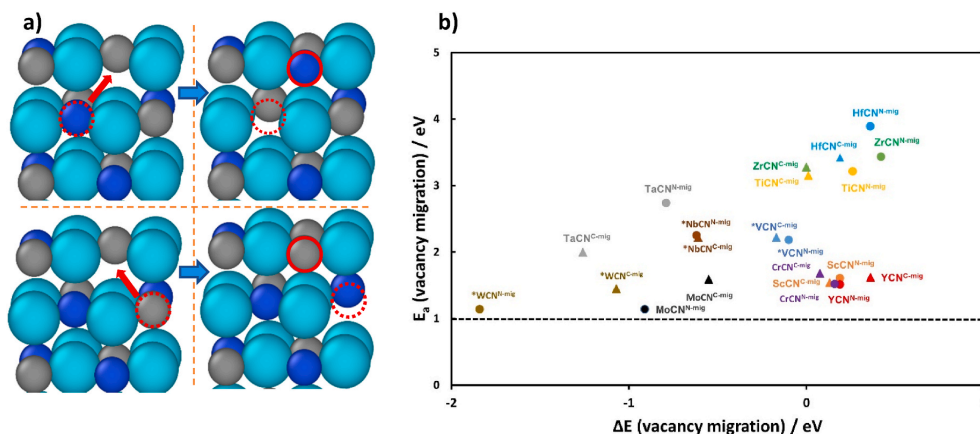 a)
b)
E_a (vacancy migration) / eV
5
4
3
2
1
0
-2
-1
0
ΔE (vacancy migration) / eV
HfCN^N-mig
HfCN^C-mig
ZrCN^N-mig
ZrCN^C-mig
TiCN^C-mig
TiCN^N-mig
TaCN^N-mig
*NbCN^N-mig
*VCN^C-mig
TaCN^C-mig
*NbCN^C-mig
*VCN^N-mig
CrCN^C-mig
ScCN^N-mig
*WCN^C-mig
YCN^C-mig
*WCN^N-mig
MoCN^C-mig
ScCN^C-mig
MoCN^N-mig
CrCN^N-mig
YCN^N-mig